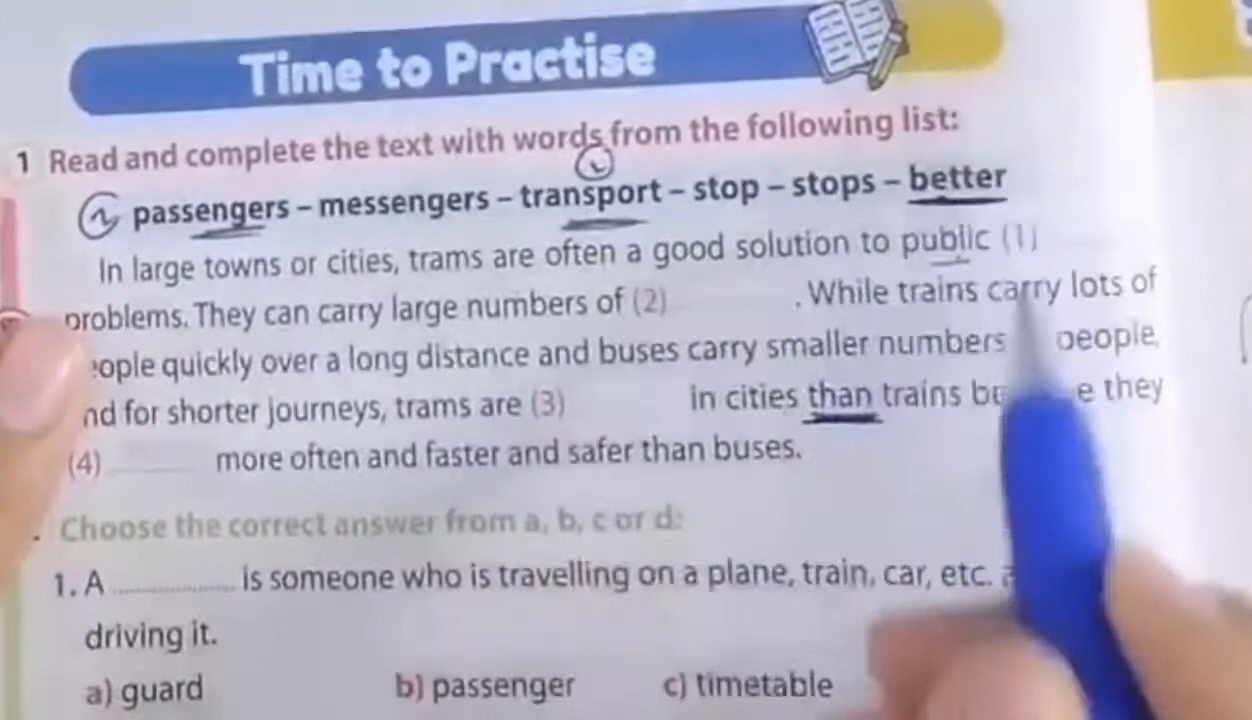 Time to Practise
1 Read and complete the text with words from the following list:
passengers – messengers – transport – stop – stops – better
In large towns or cities, trams are often a good solution to public (1)
problems. They can carry large numbers of (2) . While trains carry lots of
eople quickly over a long distance and buses carry smaller numbers people,
nd for shorter journeys, trams are (3) in cities than trains they
(4) ........ more often and faster and safer than buses.
Choose the correct answer from a, b, c or d:
1. A ................ is someone who is travelling on a plane, train, car, etc.
driving it.
a) guard b) passenger c) timetable